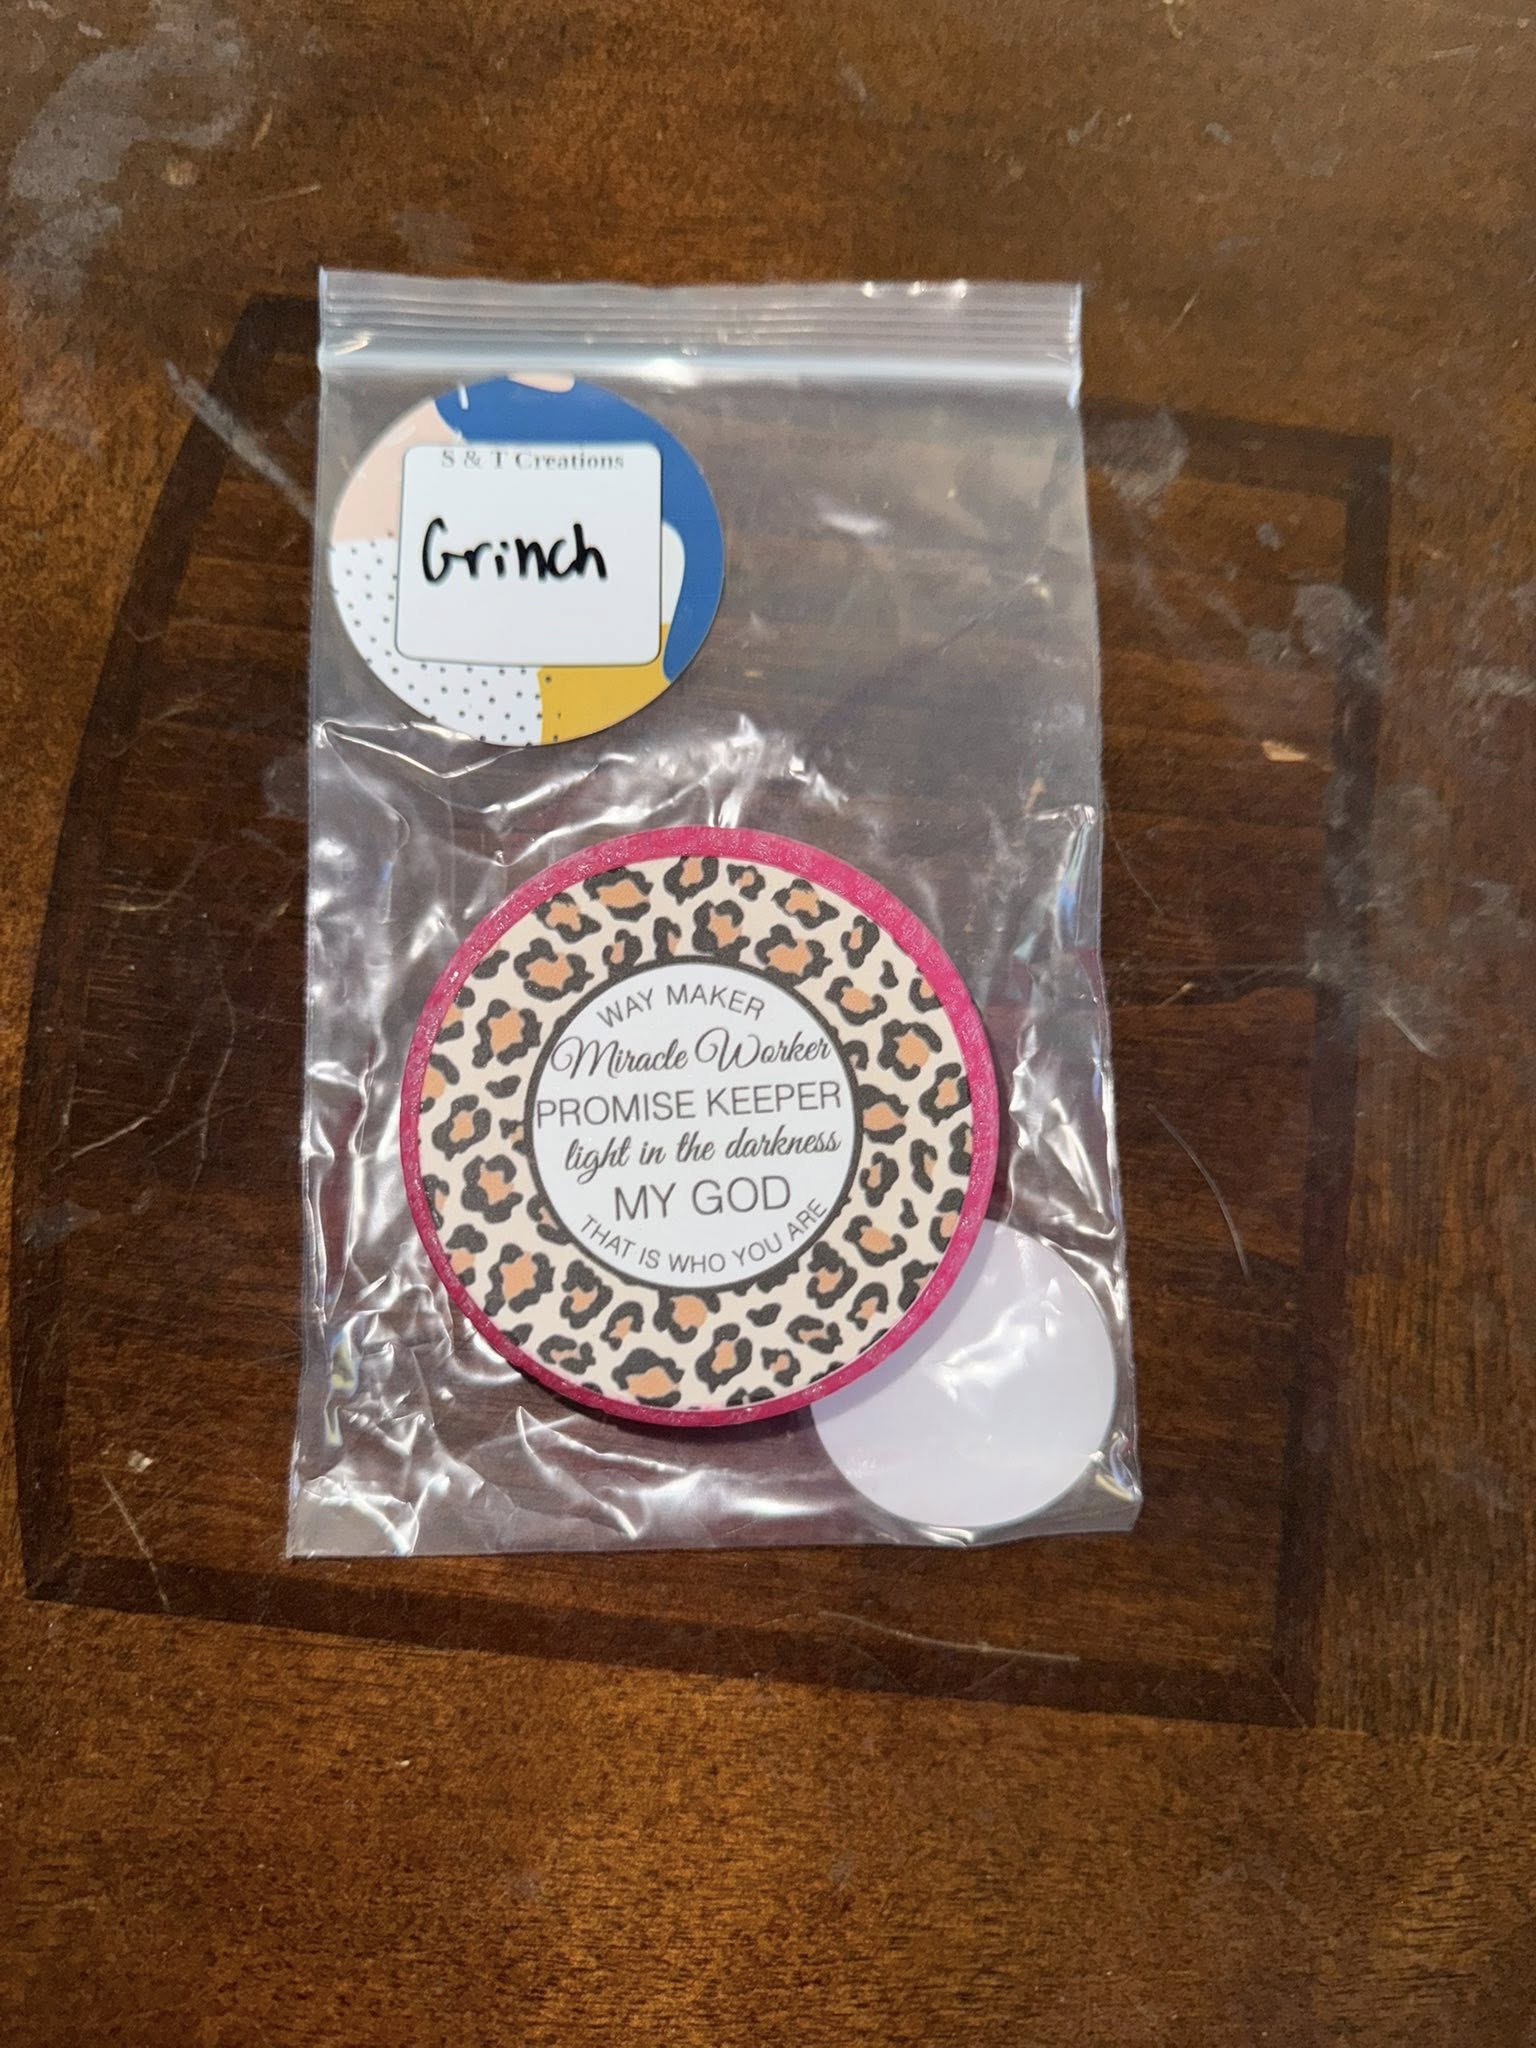 S & T Creations
Grinch
WAY MAKER
Miracle Worker
PROMISE KEEPER
light in the darkness
MY GOD
THAT IS WHO YOU ARE